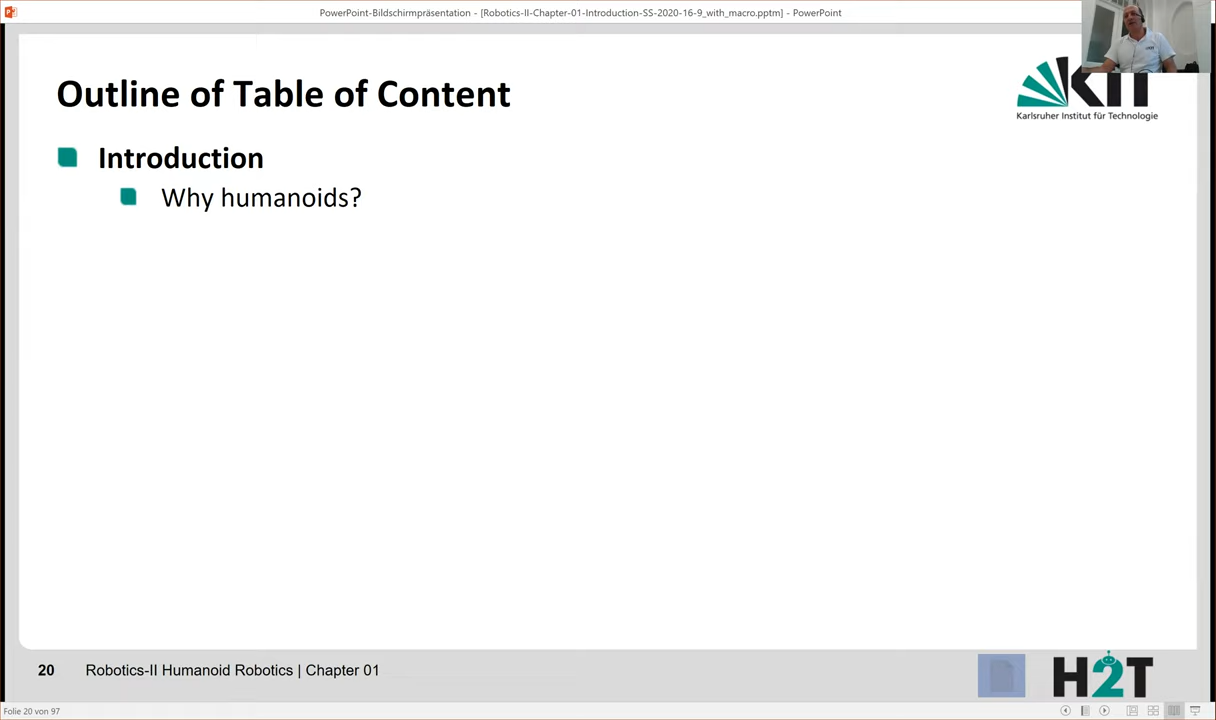 PowerPoint-Bildschirmpräsentation - [Robotics-II-Chapter-01-Introduction-SS-2020-16-9_with_macro.pptm] - PowerPoint
Outline of Table of Content
KIT
Karlsruher Institut für Technologie
Introduction
Why humanoids?
20 Robotics-II Humanoid Robotics | Chapter 01
H2T
Folie 20 von 97